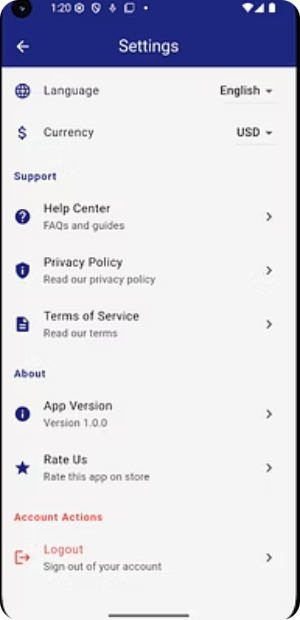 1:20
Settings
Language English
Currency USD
Support
Help Center
FAQs and guides
Privacy Policy
Read our privacy policy
Terms of Service
Read our terms
About
App Version
Version 1.0.0
Rate Us
Rate this app on store
Account Actions
Logout
Sign out of your account